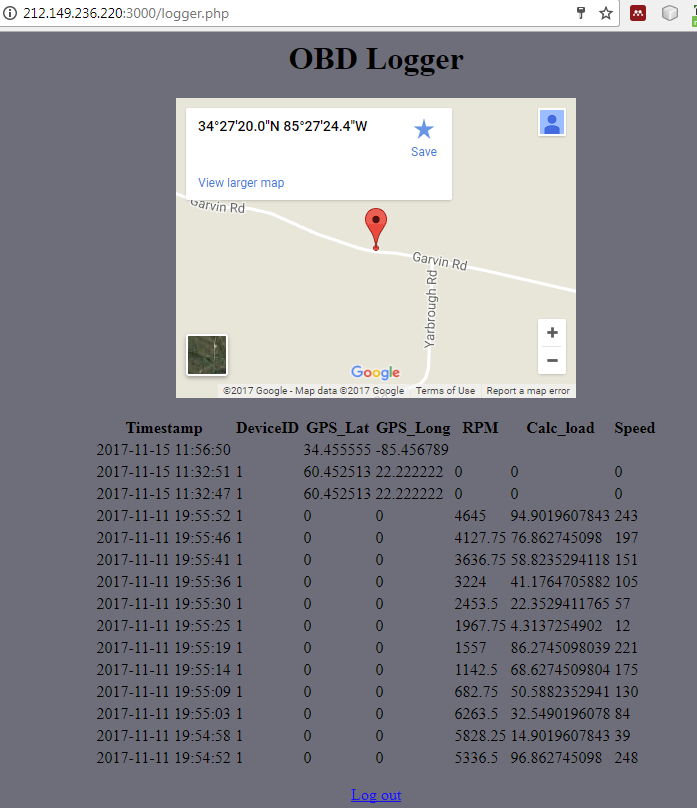 212.149.236.220:3000/logger.php
OBD Logger
34°27'20.0"N 85°27'24.4"W
Save
View larger map
Garvin Rd
Garvin Rd
Yarbrough Rd
Google
©2017 Google - Map data ©2017 Google Terms of Use Report a map error
Timestamp DeviceID GPS_Lat GPS_Long RPM Calc_load Speed
2017-11-15 11:56:50 34.455555 -85.456789
2017-11-15 11:32:51 1 60.452513 22.222222 0 0 0
2017-11-15 11:32:47 1 60.452513 22.222222 0 0 0
2017-11-11 19:55:52 1 0 0 4645 94.9019607843 243
2017-11-11 19:55:46 1 0 0 4127.75 76.862745098 197
2017-11-11 19:55:41 1 0 0 3636.75 58.8235294118 151
2017-11-11 19:55:36 1 0 0 3224 41.1764705882 105
2017-11-11 19:55:30 1 0 0 2453.5 22.3529411765 57
2017-11-11 19:55:25 1 0 0 1967.75 4.3137254902 12
2017-11-11 19:55:19 1 0 0 1557 86.2745098039 221
2017-11-11 19:55:14 1 0 0 1142.5 68.6274509804 175
2017-11-11 19:55:09 1 0 0 682.75 50.5882352941 130
2017-11-11 19:55:03 1 0 0 6263.5 32.5490196078 84
2017-11-11 19:54:58 1 0 0 5828.25 14.9019607843 39
2017-11-11 19:54:52 1 0 0 5336.5 96.862745098 248
Log out